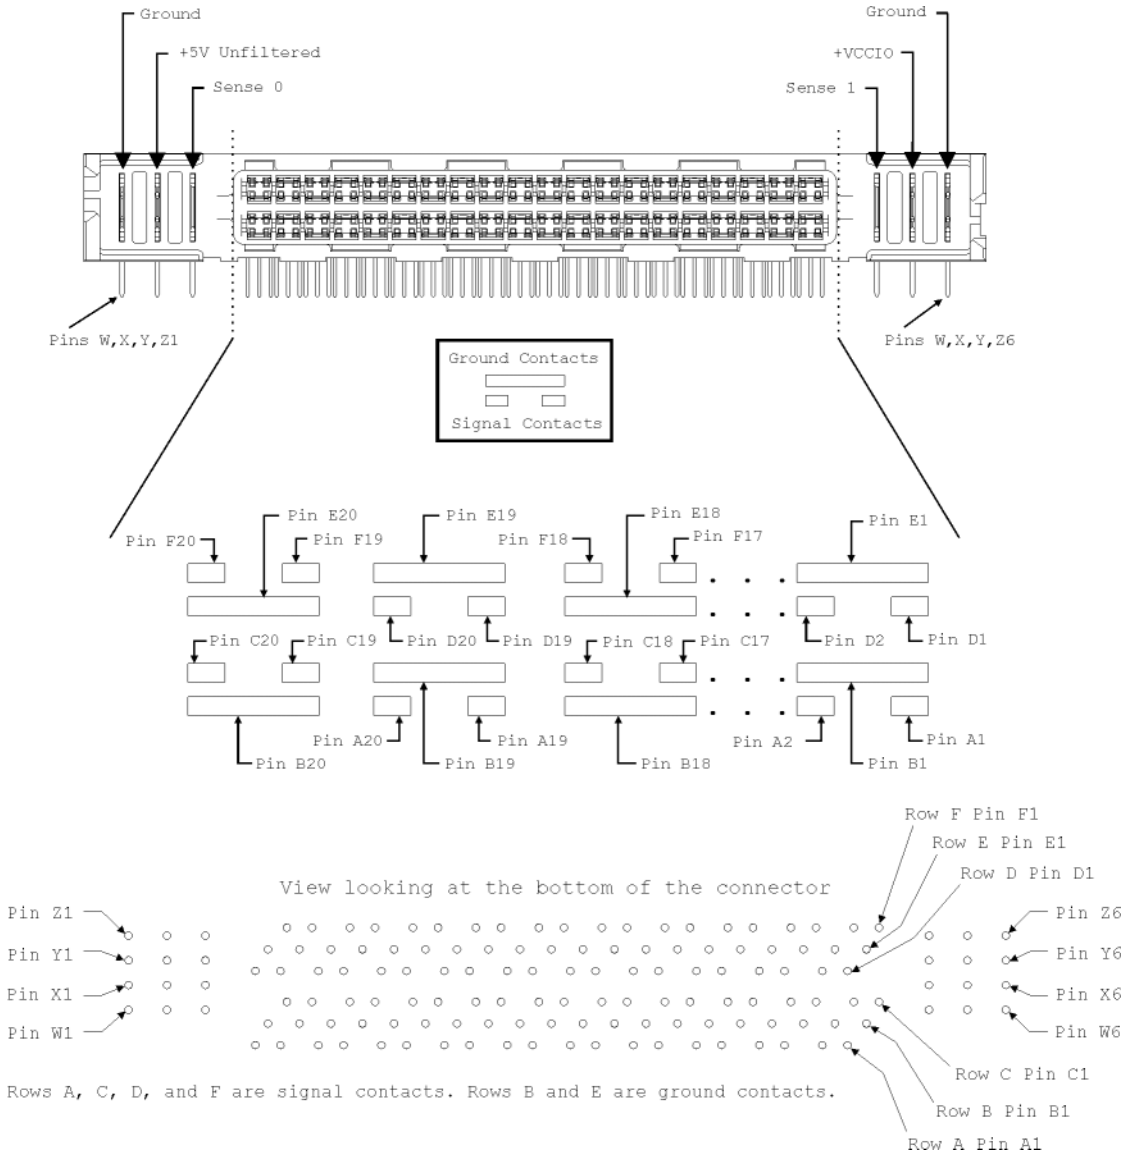 Ground
Ground
+5V Unfiltered
+VCCIO
Sense 0
Sense 1
Pins W,X,Y,Z1
Pins W,X,Y,Z6
Ground Contacts
Signal Contacts
Pin E20
Pin E19
Pin E18
Pin E1
Pin F20
Pin F19
Pin F18
Pin F17
Pin C20
Pin C19
Pin D20
Pin D19
Pin C18
Pin C17
Pin D2
Pin D1
Pin A20
Pin A19
Pin A2
Pin A1
Pin B20
Pin B19
Pin B18
Pin B1
Row F Pin F1
Row E Pin E1
Row D Pin D1
View looking at the bottom of the connector
Pin Z1
Pin Z6
Pin Y1
Pin Y6
Pin X1
Pin X6
Pin W1
Pin W6
Row C Pin C1
Rows A, C, D, and F are signal contacts. Rows B and E are ground contacts.
Row B Pin B1
Row A Pin A1